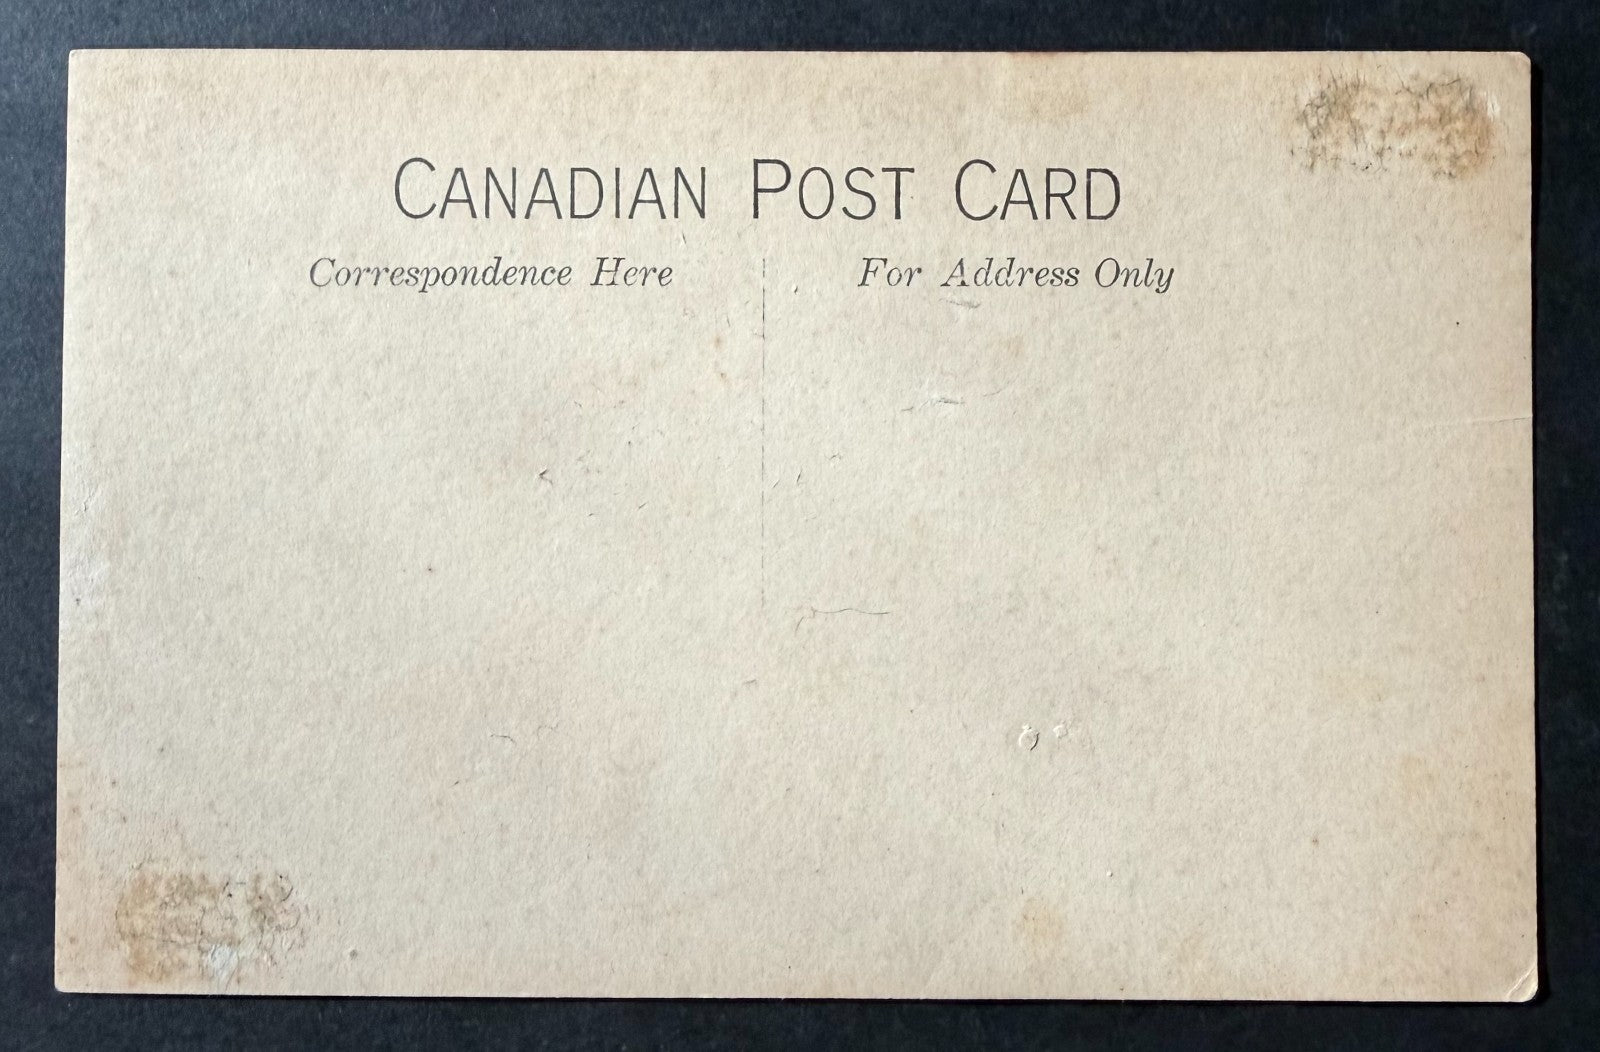 CANADIAN POST CARD
Correspondence Here
For Address Only